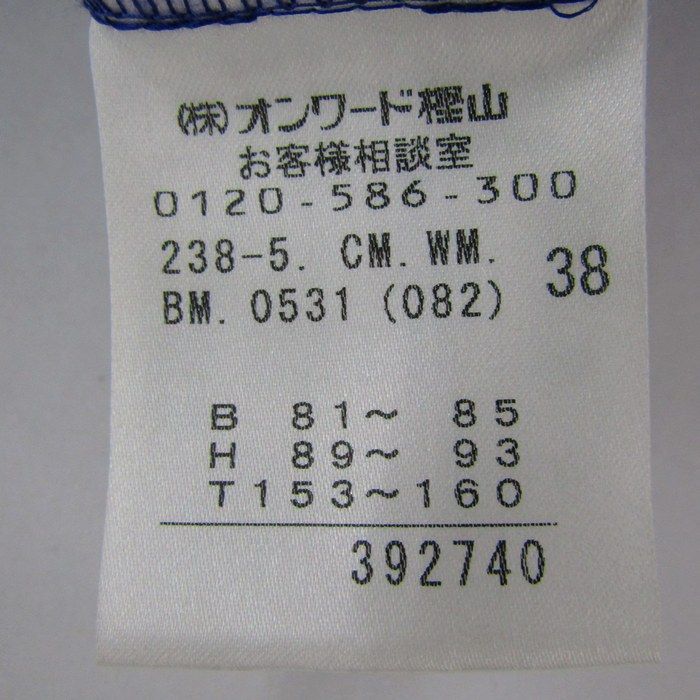 (株)オンワード樫山
お客様相談室
0120-586-300
238-5. CM. WM.
BM. 0531 (082) 38
B 81~ 85
H 89~ 93
T153~160
392740